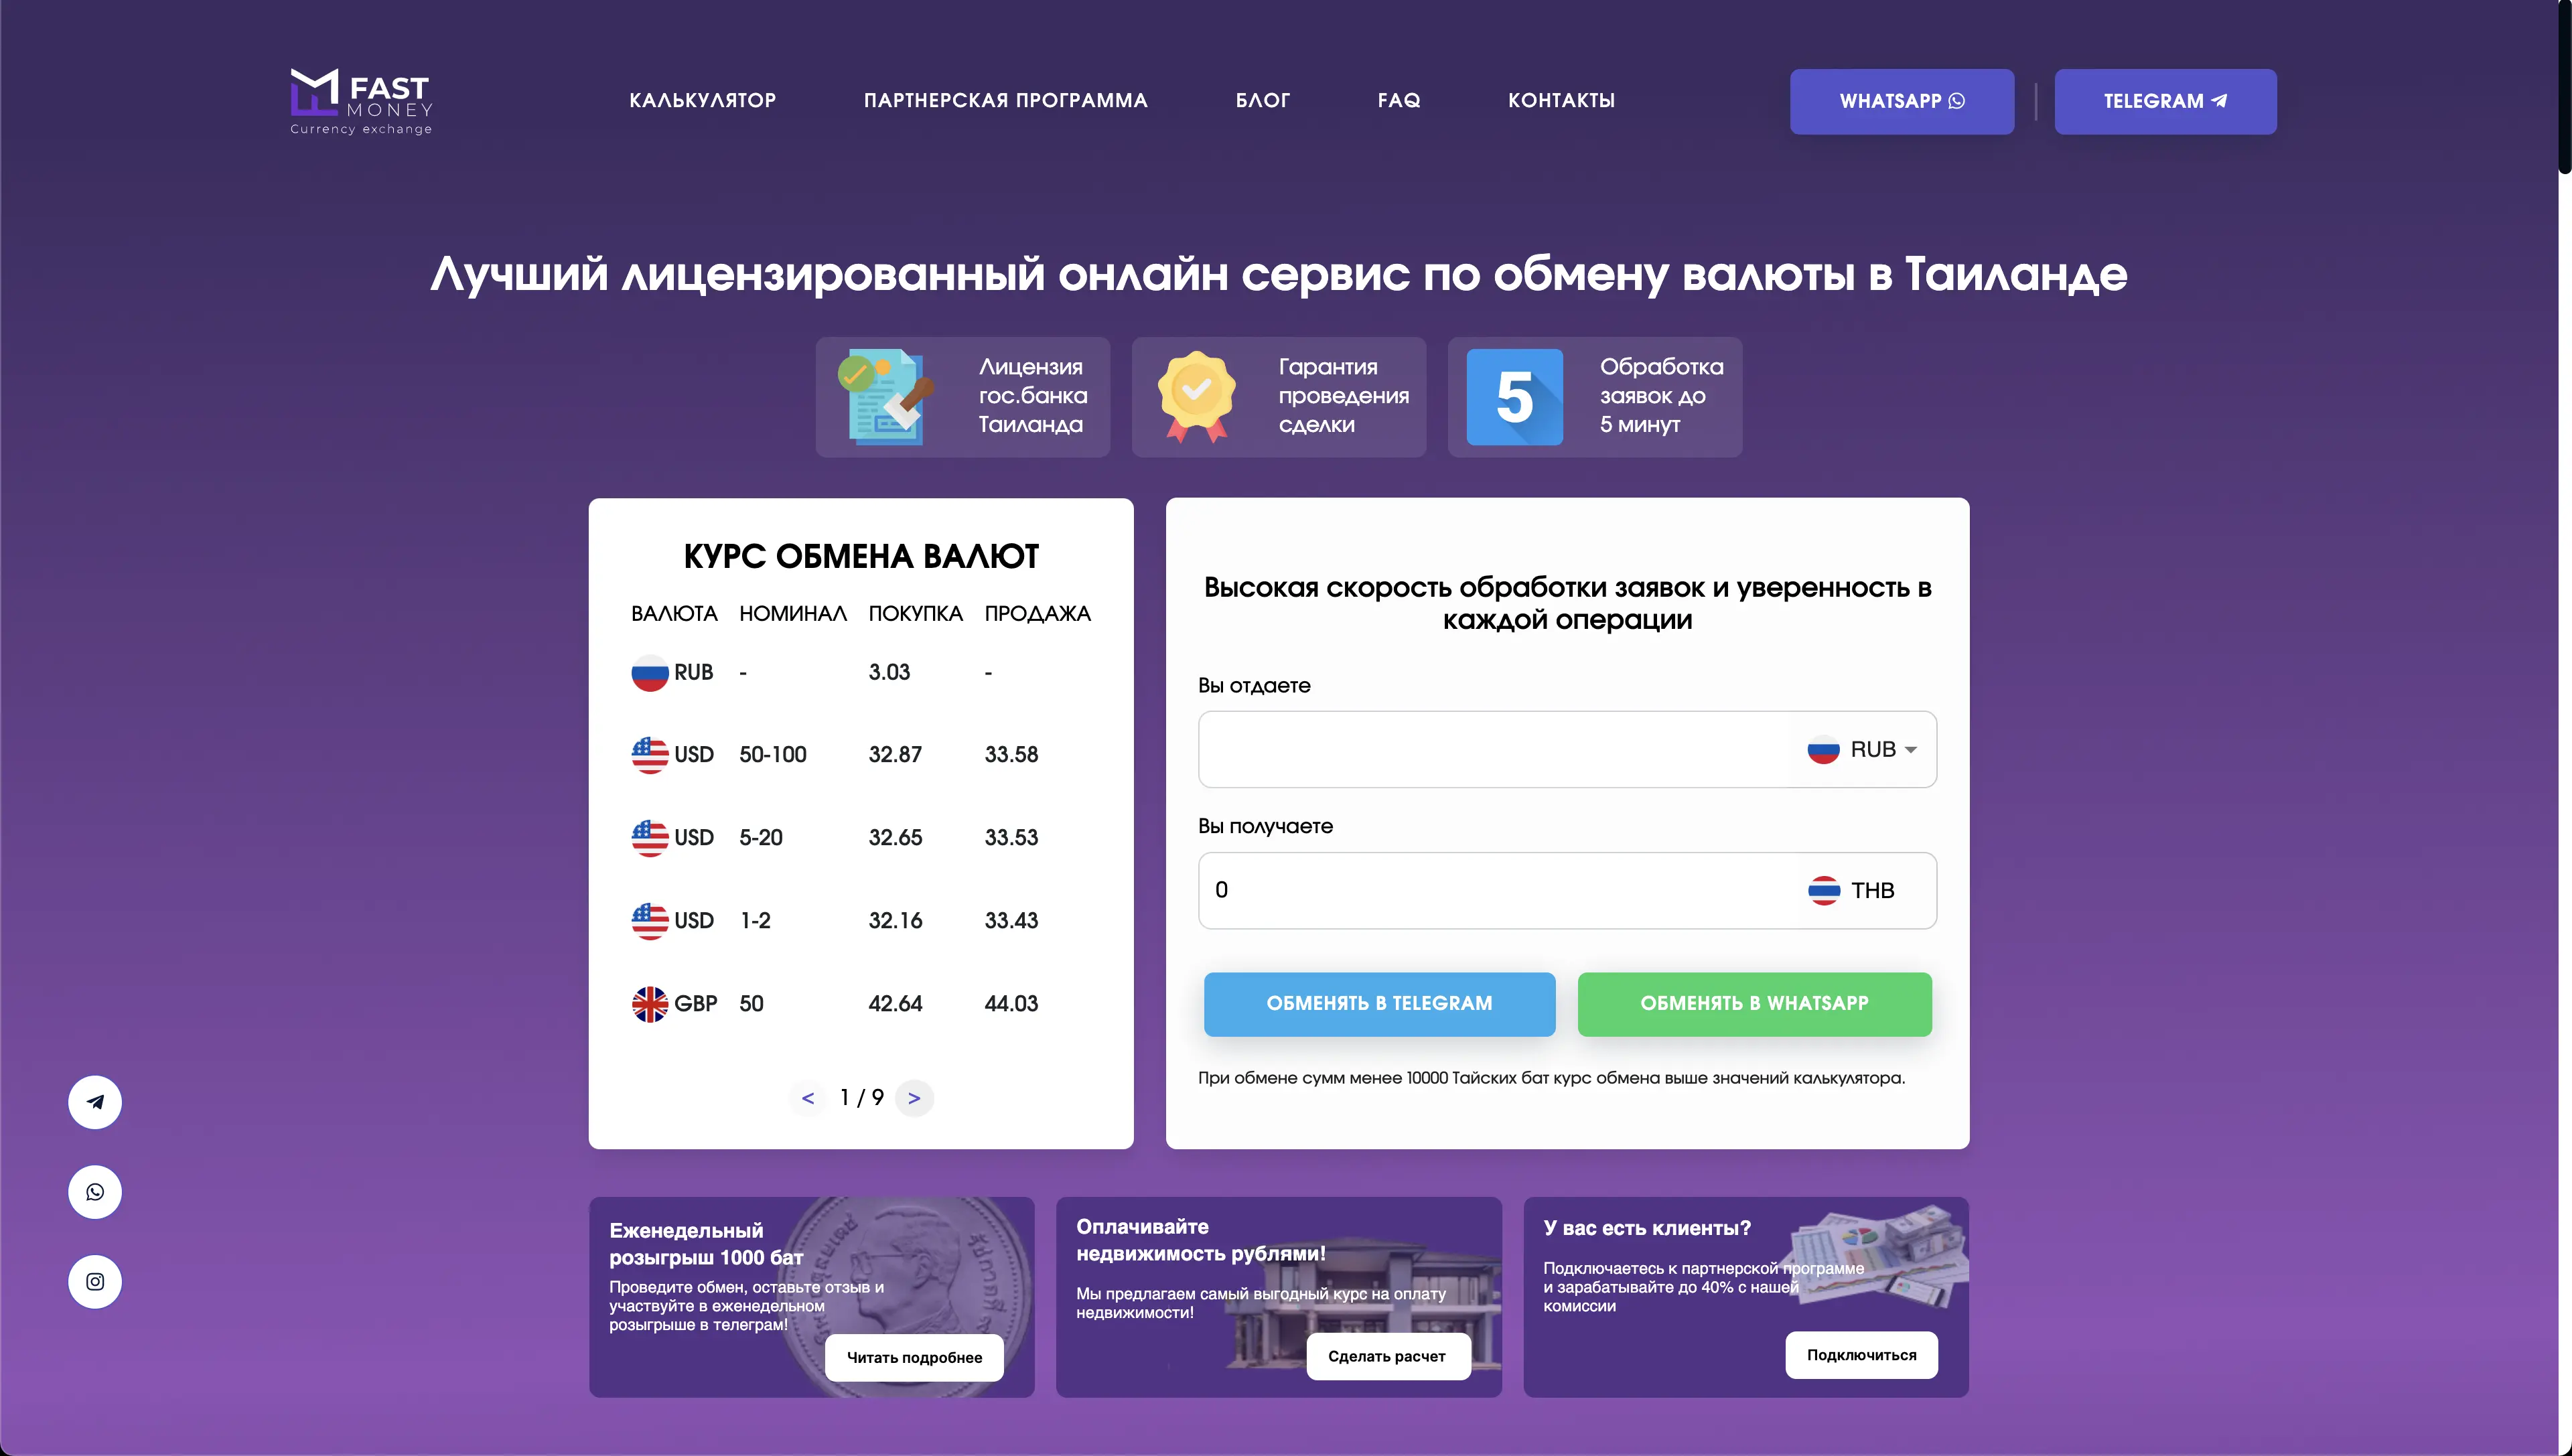 FAST
MONEY
Currency exchange
КАЛЬКУЛЯТОР
ПАРТНЕРСКАЯ ПРОГРАММА
БЛОГ
FAQ
КОНТАКТЫ
WHATSAPP
TELEGRAM
Лучший лицензированный онлайн сервис по обмену валюты в Таиланде
Лицензия
гос.банка
Таиланда
Гарантия
проведения
сделки
5
Обработка
заявок до
5 минут
КУРС ОБМЕНА ВАЛЮТ
ВАЛЮТА НОМИНАЛ ПОКУПКА ПРОДАЖА
RUB - 3.03 -
USD 50-100 32.87 33.58
USD 5-20 32.65 33.53
USD 1-2 32.16 33.43
GBP 50 42.64 44.03
< 1 / 9 >
Высокая скорость обработки заявок и уверенность в
каждой операции
Вы отдаете
RUB
Вы получаете
0 THB
ОБМЕНЯТЬ В TELEGRAM
ОБМЕНЯТЬ В WHATSAPP
При обмене сумм менее 10000 Тайских бат курс обмена выше значений калькулятора.
Еженедельный
розыгрыш 1000 бат
Проведите обмен, оставьте отзыв и
участвуйте в еженедельном
розыгрыше в телеграм!
Читать подробнее
Оплачивайте
недвижимость рублями!
Мы предлагаем самый выгодный курс на оплату
недвижимости!
Сделать расчет
У вас есть клиенты?
Подключаетесь к партнерской программе
и зарабатывайте до 40% с нашей
комиссии
Подключиться